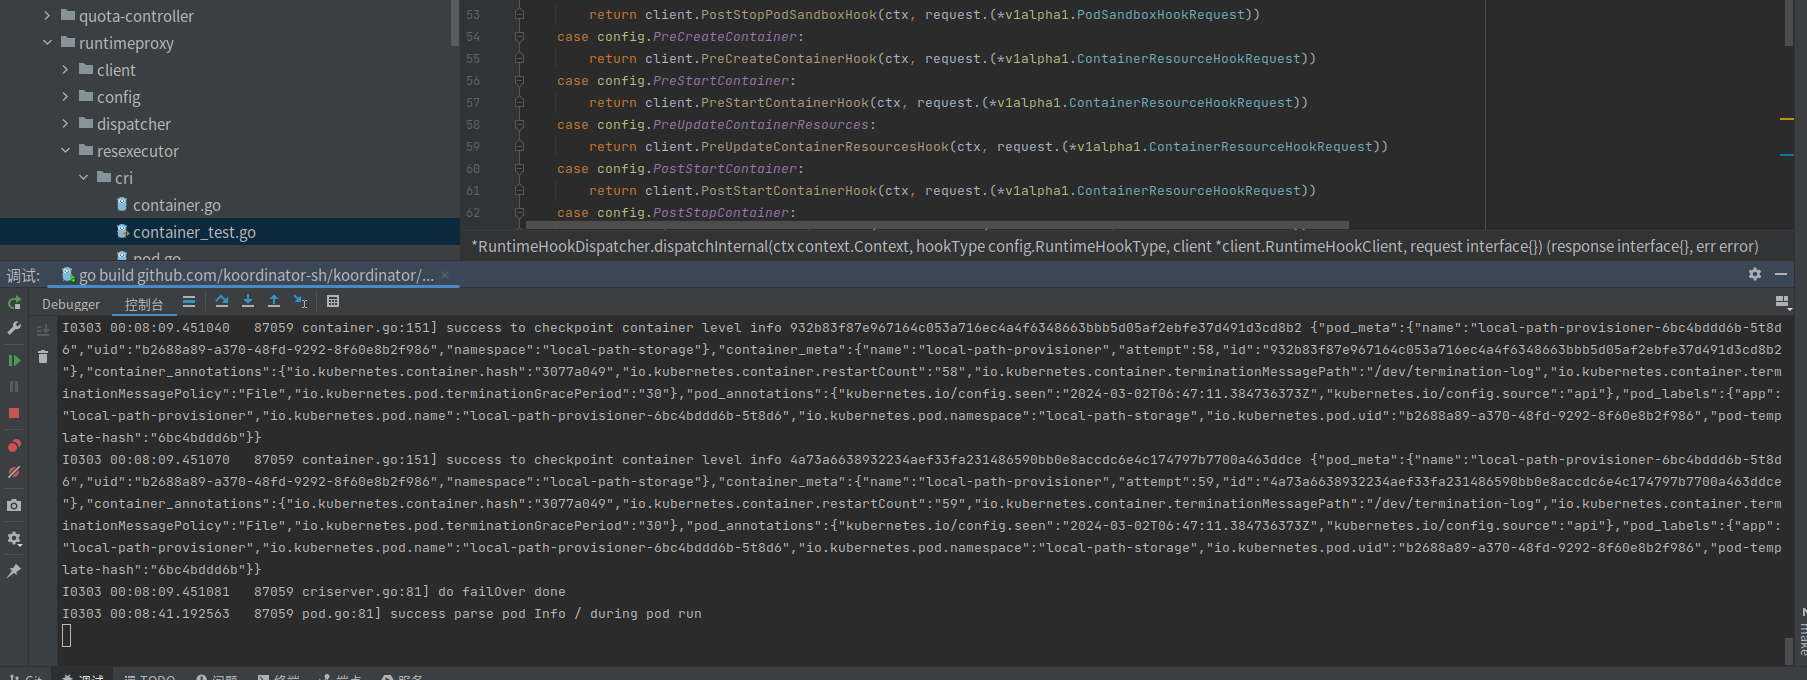 quota-controller
runtimeproxy
client
config
dispatcher
resexecutor
cri
container.go
container_test.go
pod.go
53 return client.PostStopPodSandboxHook(ctx, request.(*v1alpha1.PodSandboxHookRequest))
54 case config.PreCreateContainer:
55 return client.PreCreateContainerHook(ctx, request.(*v1alpha1.ContainerResourceHookRequest))
56 case config.PreStartContainer:
57 return client.PreStartContainerHook(ctx, request.(*v1alpha1.ContainerResourceHookRequest))
58 case config.PreUpdateContainerResources:
59 return client.PreUpdateContainerResourcesHook(ctx, request.(*v1alpha1.ContainerResourceHookRequest))
60 case config.PostStartContainer:
61 return client.PostStartContainerHook(ctx, request.(*v1alpha1.ContainerResourceHookRequest))
62 case config.PostStopContainer:
*RuntimeHookDispatcher.dispatchInternal(ctx context.Context, hookType config.RuntimeHookType, client *client.RuntimeHookClient, request interface{}) (response interface{}, err error)
调试: go build github.com/koordinator-sh/koordinator/... ×
Debugger 控制台
I0303 00:08:09.451040 87059 container.go:151] success to checkpoint container level info 932b83f87e967164c053a716ec4a4f6348663bbb5d05af2ebfe37d491d3cd8b2 {"pod_meta":{"name":"local-path-provisioner-6bc4bddd6b-5t8d
6","uid":"b2688a89-a370-48fd-9292-8f60e8b2f986","namespace":"local-path-storage"},"container_meta":{"name":"local-path-provisioner","attempt":58,"id":"932b83f87e967164c053a716ec4a4f6348663bbb5d05af2ebfe37d491d3cd8b2
"},"container_annotations":{"io.kubernetes.container.hash":"3077a049","io.kubernetes.container.restartCount":"58","io.kubernetes.container.terminationMessagePath":"/dev/termination-log","io.kubernetes.container.term
inationMessagePolicy":"File","io.kubernetes.pod.terminationGracePeriod":"30"},"pod_annotations":{"kubernetes.io/config.seen":"2024-03-02T06:47:11.384736373Z","kubernetes.io/config.source":"api"},"pod_labels":{"app":
"local-path-provisioner","io.kubernetes.pod.name":"local-path-provisioner-6bc4bddd6b-5t8d6","io.kubernetes.pod.namespace":"local-path-storage","io.kubernetes.pod.uid":"b2688a89-a370-48fd-9292-8f60e8b2f986","pod-temp
late-hash":"6bc4bddd6b"}}
I0303 00:08:09.451070 87059 container.go:151] success to checkpoint container level info 4a73a6638932234aef33fa231486590bb0e8accdc6e4c174797b7700a463ddce {"pod_meta":{"name":"local-path-provisioner-6bc4bddd6b-5t8d
6","uid":"b2688a89-a370-48fd-9292-8f60e8b2f986","namespace":"local-path-storage"},"container_meta":{"name":"local-path-provisioner","attempt":59,"id":"4a73a6638932234aef33fa231486590bb0e8accdc6e4c174797b7700a463ddce
"},"container_annotations":{"io.kubernetes.container.hash":"3077a049","io.kubernetes.container.restartCount":"59","io.kubernetes.container.terminationMessagePath":"/dev/termination-log","io.kubernetes.container.term
inationMessagePolicy":"File","io.kubernetes.pod.terminationGracePeriod":"30"},"pod_annotations":{"kubernetes.io/config.seen":"2024-03-02T06:47:11.384736373Z","kubernetes.io/config.source":"api"},"pod_labels":{"app":
"local-path-provisioner","io.kubernetes.pod.name":"local-path-provisioner-6bc4bddd6b-5t8d6","io.kubernetes.pod.namespace":"local-path-storage","io.kubernetes.pod.uid":"b2688a89-a370-48fd-9292-8f60e8b2f986","pod-temp
late-hash":"6bc4bddd6b"}}
I0303 00:08:09.451081 87059 criserver.go:81] do failOver done
I0303 00:08:41.192563 87059 pod.go:81] success parse pod Info / during pod run
make
Git 调试 TODO 问题 终端 端点 服务